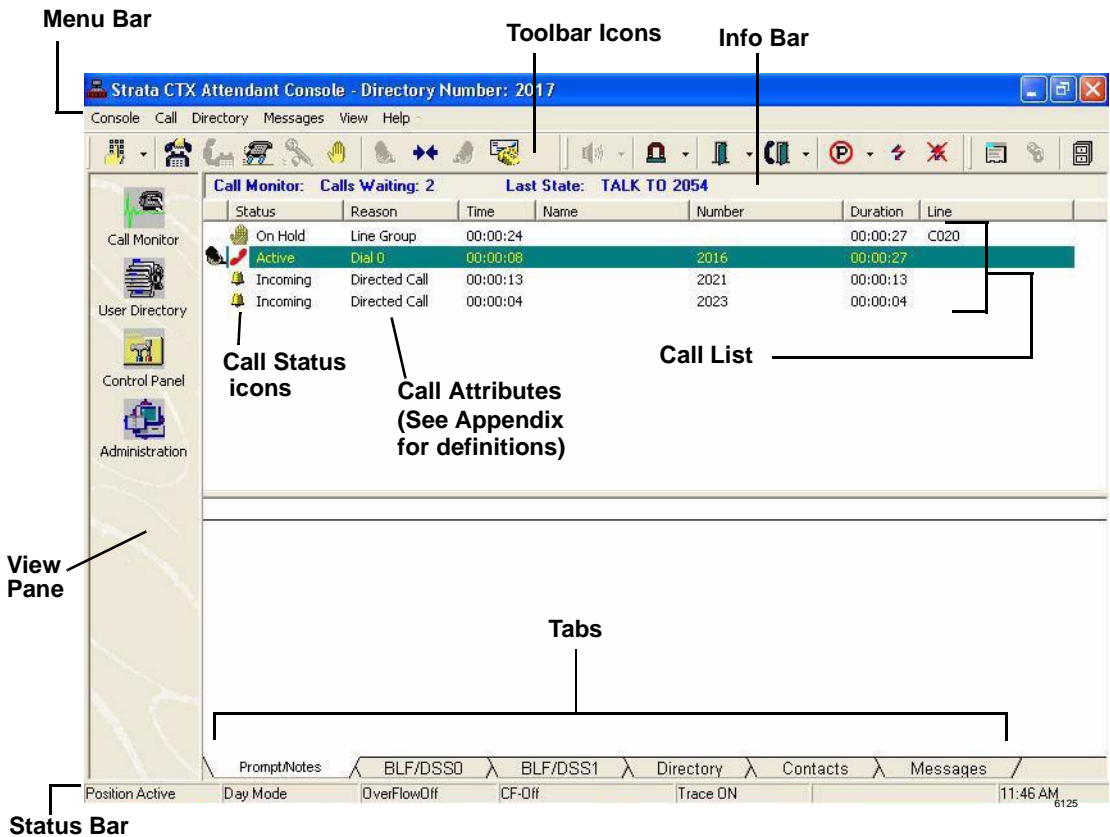 Menu Bar
Toolbar Icons
Info Bar
Strata CTX Attendant Console - Directory Number: 2017
Console Call Directory Messages View Help
P
Call Monitor: Calls Waiting: 2 Last State: TALK TO 2054
Status Reason Time Name Number Duration Line
On Hold Line Group 00:00:24 00:00:27 C020
Active Dial 0 00:00:08 2016 00:00:27
Incoming Directed Call 00:00:13 2021 00:00:13
Incoming Directed Call 00:00:04 2023 00:00:04
Call Monitor
User Directory
Control Panel
Administration
Call Status
icons
Call Attributes
(See Appendix
for definitions)
Call List
View
Pane
Tabs
Prompt/Notes BLF/DSS0 BLF/DSS1 Directory Contacts Messages
Position Active Day Mode OverFlowOff CF-Off Trace ON 11:46 AM
6125
Status Bar